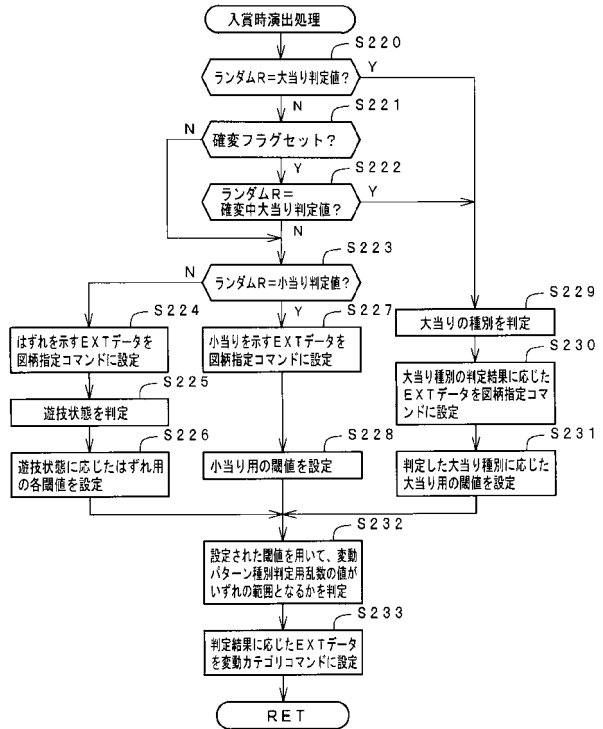 入賞時演出処理
S220
ランダムR=大当り判定値?
Y
N
S221
N
確変フラグセット?
Y
S222
ランダムR=
確変中大当り判定値?
Y
N
S223
N
ランダムR=小当り判定値?
Y
S224
はずれを示すEXTデータを
図柄指定コマンドに設定
S225
遊技状態を判定
S226
遊技状態に応じたはずれ用
の各閾値を設定
S227
小当りを示すEXTデータを
図柄指定コマンドに設定
S228
小当り用の閾値を設定
S229
大当りの種別を判定
S230
大当り種別の判定結果に応じた
EXTデータを図柄指定コマ
ンドに設定
S231
判定した大当り種別に応じた
大当り用の閾値を設定
S232
設定された閾値を用いて、変動
パターン種別判定用乱数の値が
いずれの範囲となるかを判定
S233
判定結果に応じたEXTデータ
を変動カテゴリコマンドに設定
RET